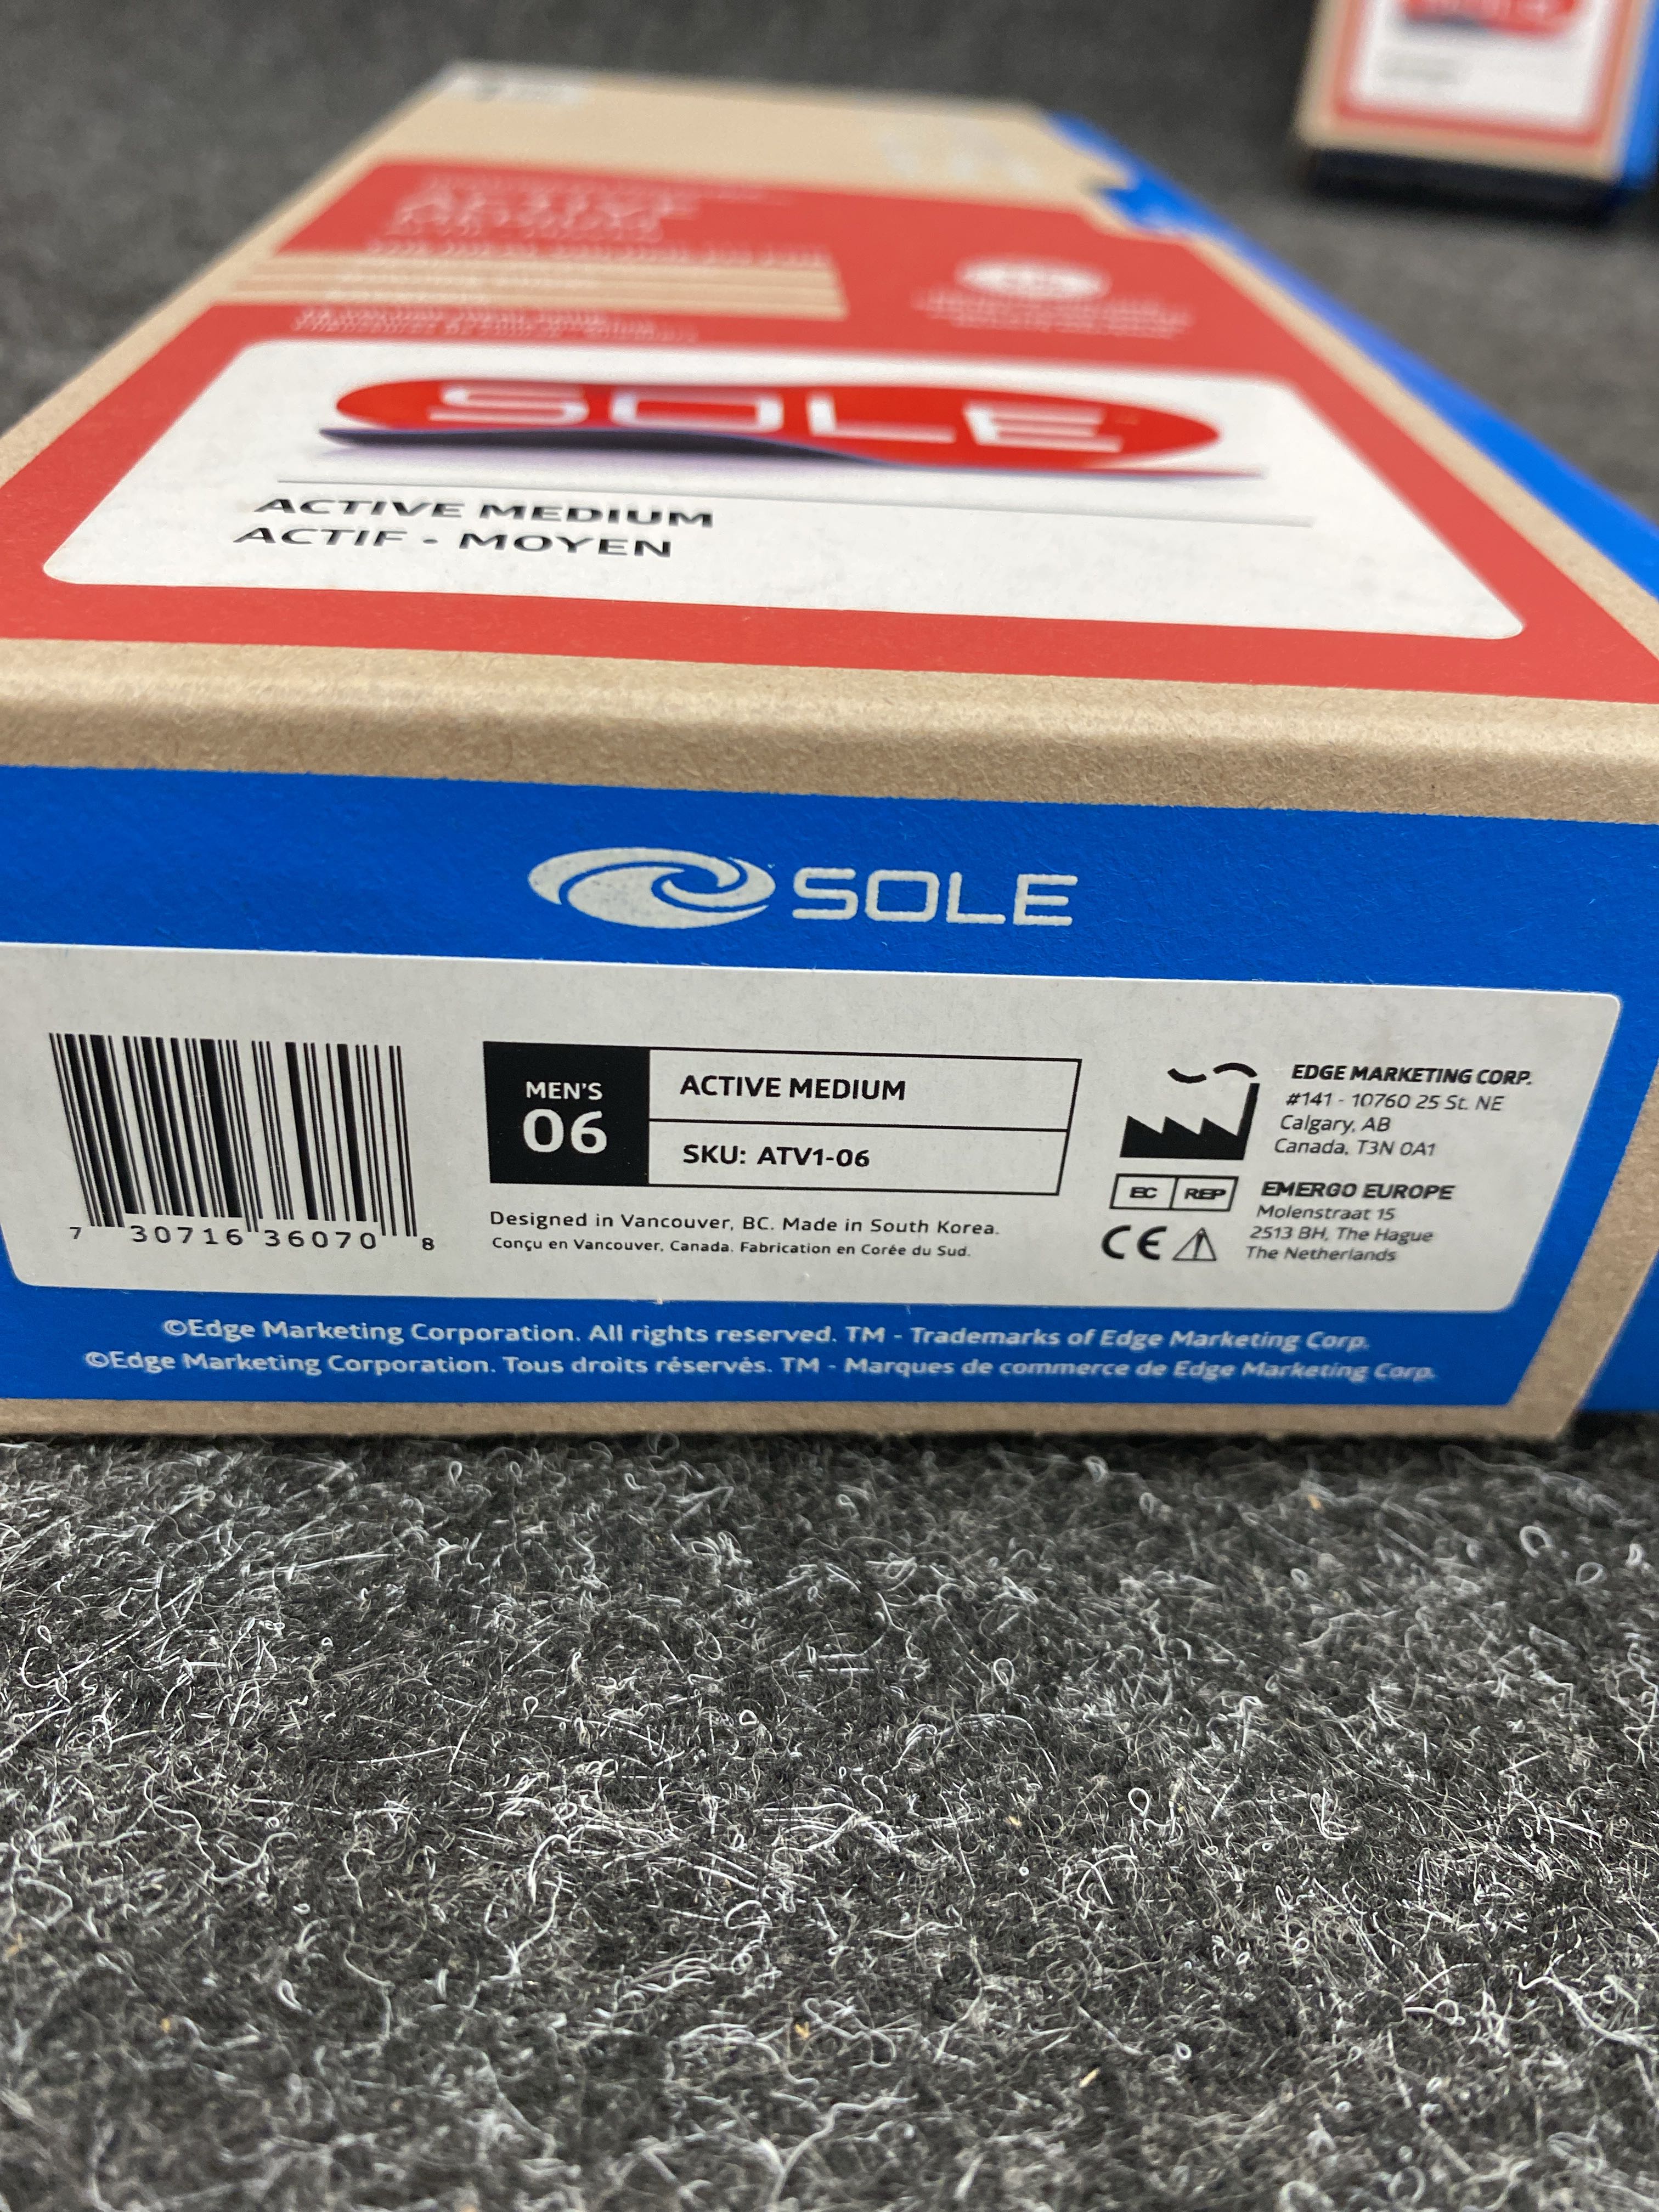 SOLE
ACTIVE MEDIUM
ACTIF - MOYEN
SOLE
MEN'S
06
ACTIVE MEDIUM
SKU: ATV1-06
7 30716 36070 8
Designed in Vancouver, BC. Made in South Korea.
Conçu en Vancouver, Canada. Fabrication en Corée du Sud.
EDGE MARKETING CORP.
#141 - 10760 25 St. NE
Calgary, AB
Canada, T3N 0A1
EC REP
EMERGO EUROPE
Molenstraat 15
2513 BH, The Hague
The Netherlands
CE
©Edge Marketing Corporation. All rights reserved. TM - Trademarks of Edge Marketing Corp.
©Edge Marketing Corporation. Tous droits réservés. TM - Marques de commerce de Edge Marketing Corp.